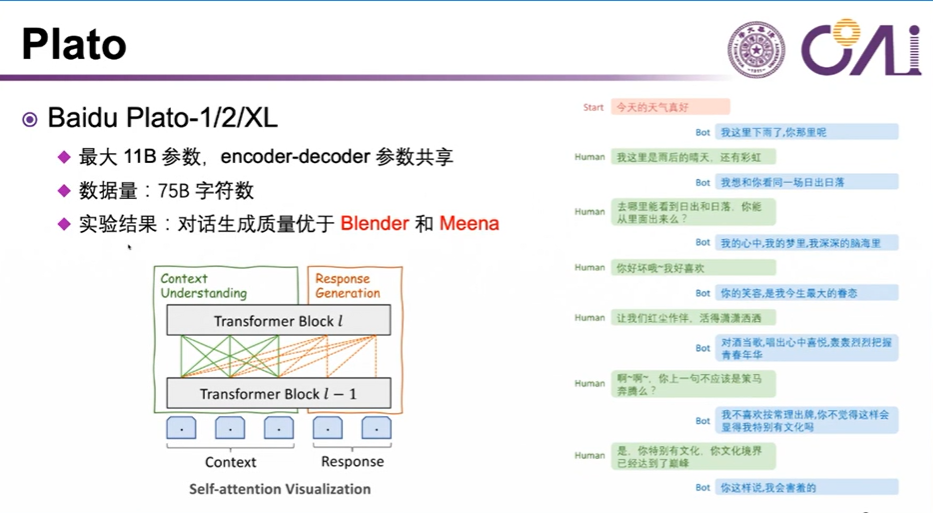 Plato
Baidu Plato-1/2/XL
最大 11B 参数，encoder-decoder 参数共享
数据量：75B 字符数
实验结果：对话生成质量优于 Blender 和 Meena
Context
Understanding
Response
Generation
Transformer Block l
Transformer Block l − 1
Context
Response
Self-attention Visualization
Start 今天的天气真好
Bot 我这里下雨了,你那里呢
Human 我这里是雨后的晴天，还有彩虹
Bot 我想和你看同一场日出日落
Human 去哪里能看到日出和日落，你能
从里面出来么？
Bot 我的心中,我的梦里,我深深的脑海里
Human 你好坏哦~我好喜欢
Bot 你的笑容,是我今生最大的眷恋
Human 让我们红尘作伴，活得潇潇洒洒
Bot 对酒当歌,唱出心中喜悦,轰轰烈烈把握
青春年华
Human 啊~啊~，你上一句不应该是策马
奔腾么？
Bot 我不喜欢按常理出牌,你不觉得这样会
显得我特别有文化吗
Human 是，你特别有文化，你文化境界
已经达到了巅峰
Bot 你这样说,我会害羞的